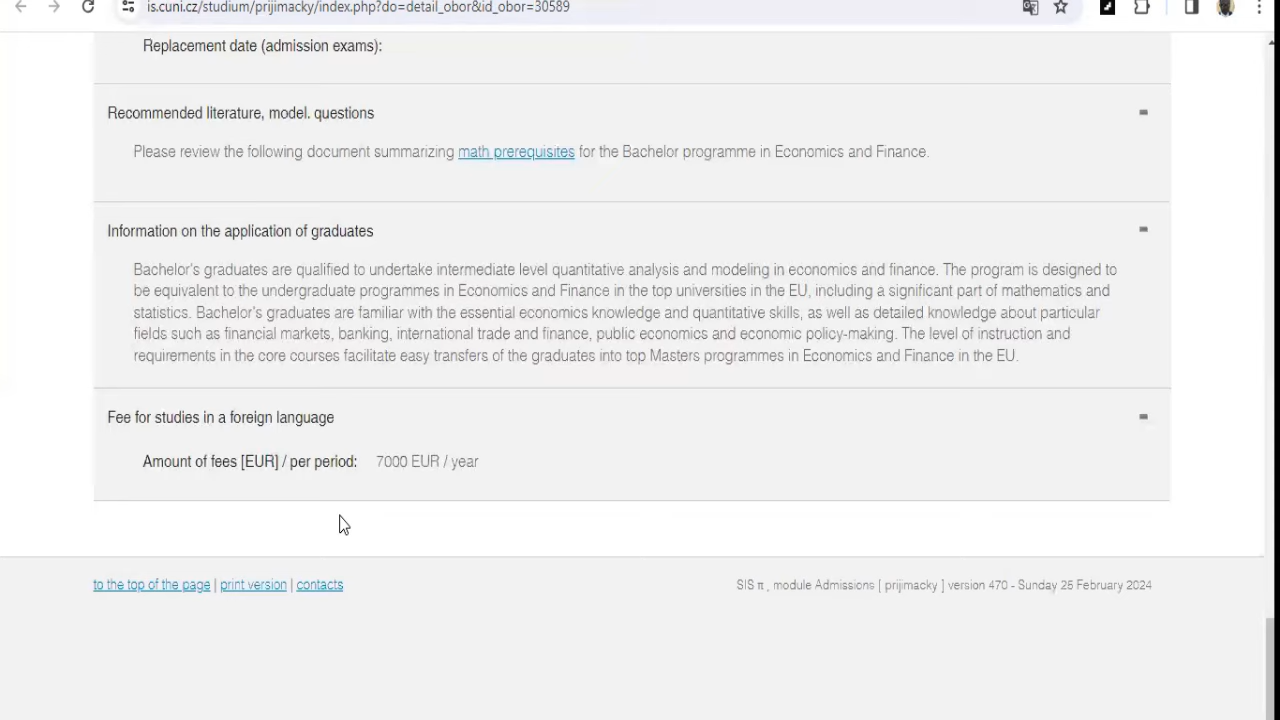 is.cuni.cz/studium/prijimacky/index.php?do=detail_obor&id_obor=30589
Replacement date (admission exams):
Recommended literature, model. questions
Please review the following document summarizing math prerequisites for the Bachelor programme in Economics and Finance.
Information on the application of graduates
Bachelor's graduates are qualified to undertake intermediate level quantitative analysis and modeling in economics and finance. The program is designed to
be equivalent to the undergraduate programmes in Economics and Finance in the top universities in the EU, including a significant part of mathematics and
statistics. Bachelor's graduates are familiar with the essential economics knowledge and quantitative skills, as well as detailed knowledge about particular
fields such as financial markets, banking, international trade and finance, public economics and economic policy-making. The level of instruction and
requirements in the core courses facilitate easy transfers of the graduates into top Masters programmes in Economics and Finance in the EU.
Fee for studies in a foreign language
Amount of fees [EUR] / per period: 7000 EUR / year
to the top of the page | print version | contacts
SIS π , module Admissions [ prijimacky ] version 470 - Sunday 25 February 2024